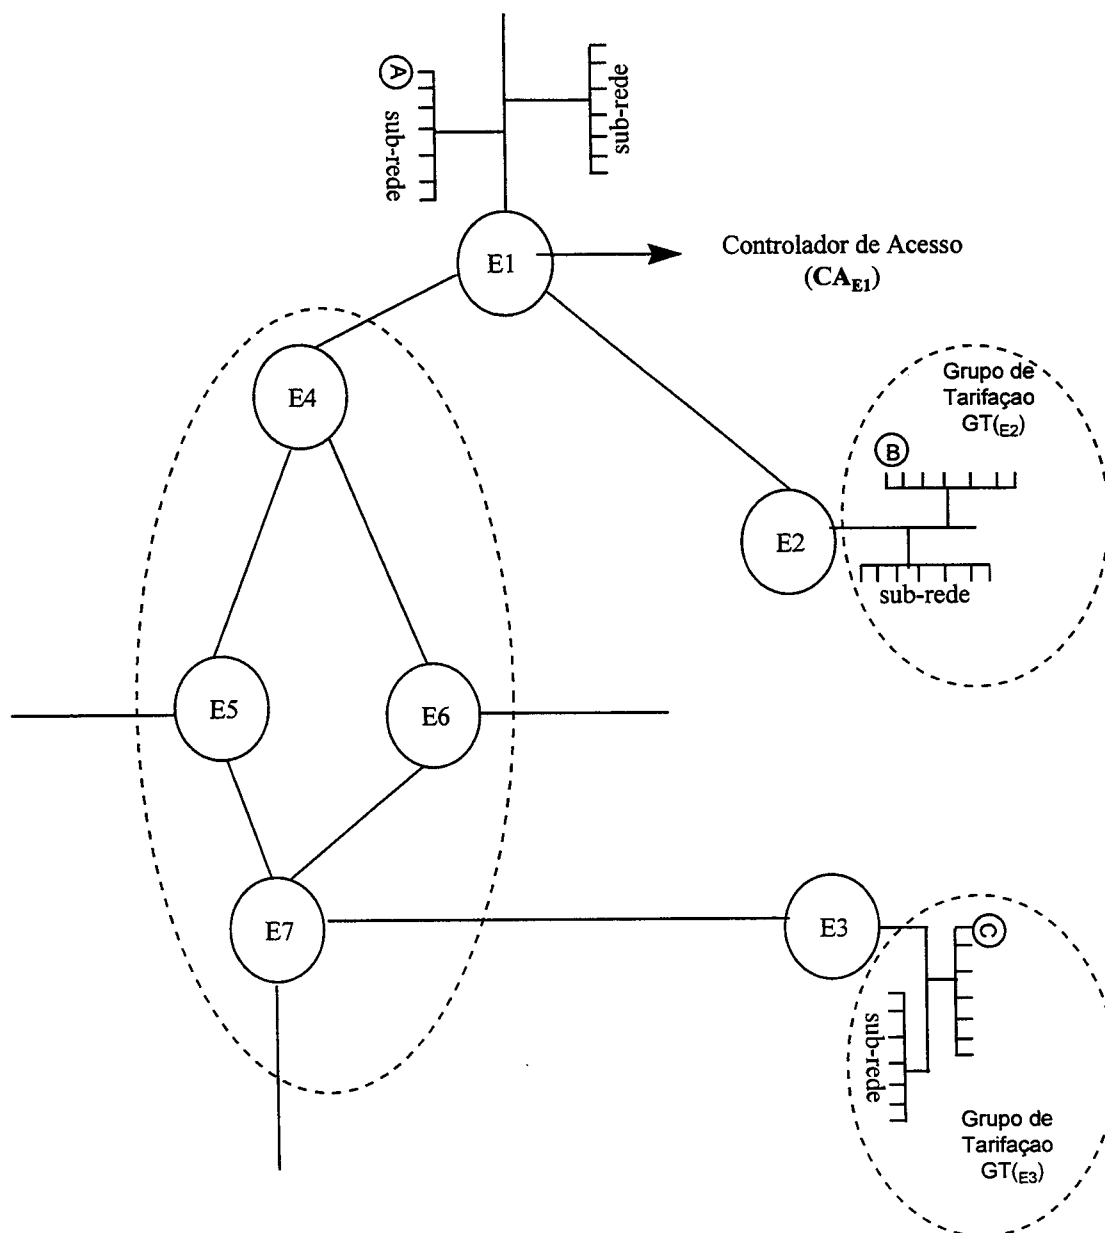 A
sub-rede
sub-rede
E1
Controlador de Acesso
(CA_E1)
E4
Grupo de
Tarifaçao
GT(E2)
B
E2
sub-rede
E5
E6
E7
E3
C
sub-rede
Grupo de
Tarifaçao
GT(E3)